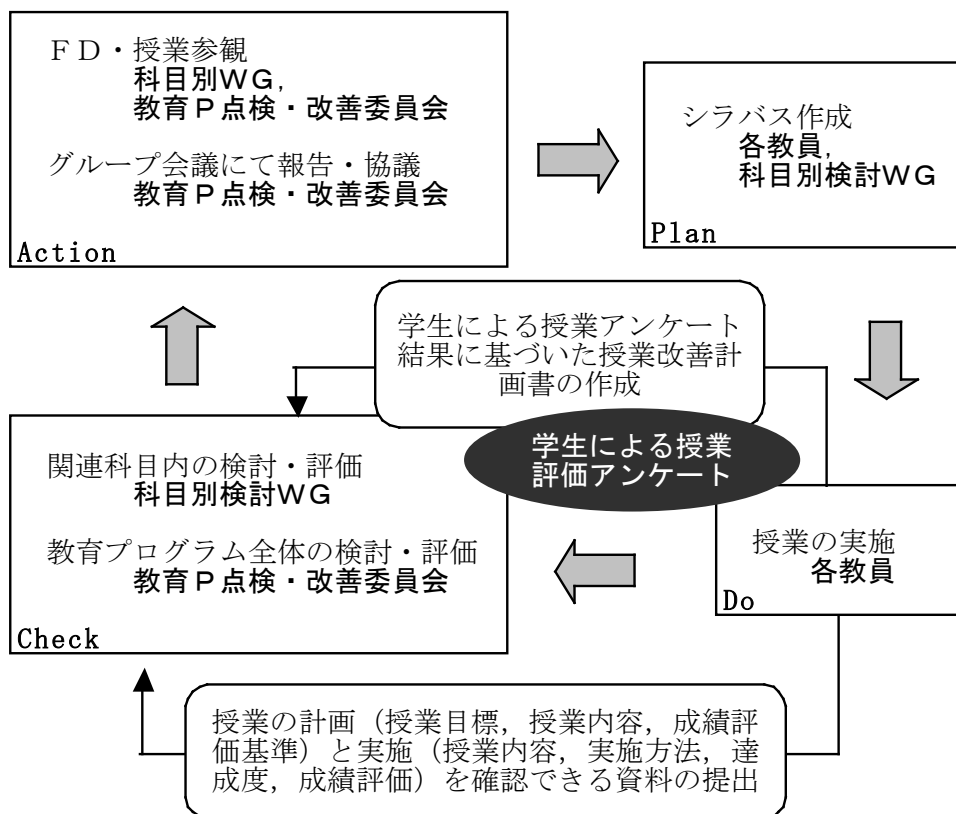 ＦＤ・授業参観
科目別ＷＧ，
教育Ｐ点検・改善委員会
グループ会議にて報告・協議
教育Ｐ点検・改善委員会
Action
シラバス作成
各教員，
科目別検討ＷＧ
Plan
学生による授業アンケート
結果に基づいた授業改善計
画書の作成
学生による授業
評価アンケート
関連科目内の検討・評価
科目別検討ＷＧ
教育プログラム全体の検討・評価
教育Ｐ点検・改善委員会
Check
授業の実施
各教員
Do
授業の計画（授業目標，授業内容，成績評
価基準）と実施（授業内容，実施方法，達
成度，成績評価）を確認できる資料の提出